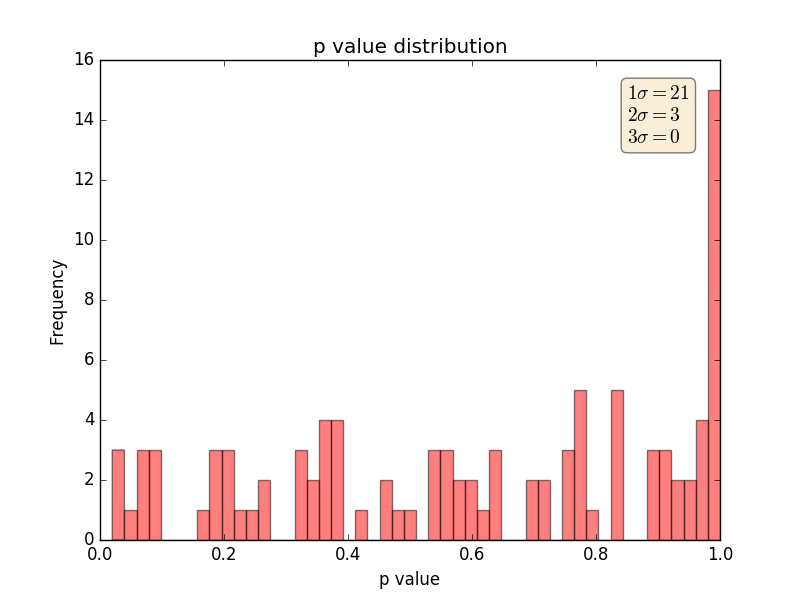 p value distribution
16
14
12
10
8
6
4
2
0
Frequency
1σ = 21
2σ = 3
3σ = 0
0.0 0.2 0.4 0.6 0.8 1.0
p value